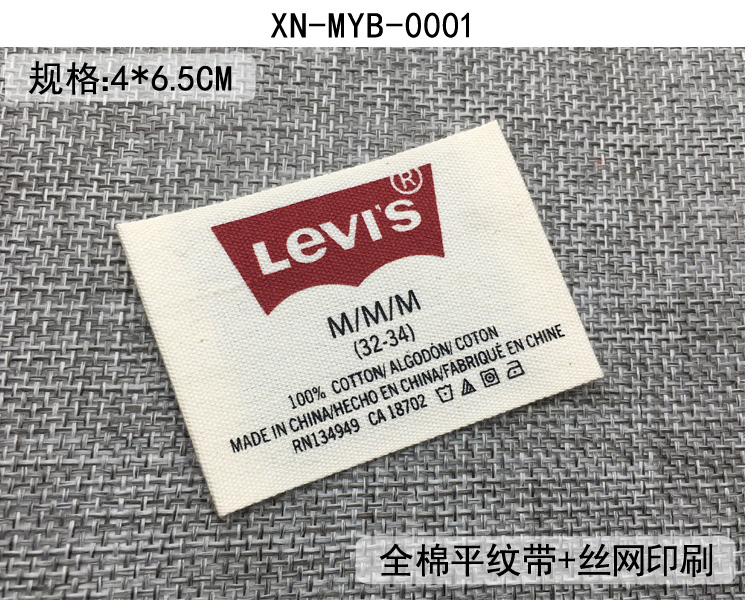 XN-MYB-0001
规格:4*6.5CM
Levi's ®
M/M/M
(32-34)
100% COTTON/ ALGODÓN/ COTON
MADE IN CHINA/HECHO EN CHINA/FABRIQUÉ EN CHINE
RN134949 CA 18702
全棉平纹带+丝网印刷